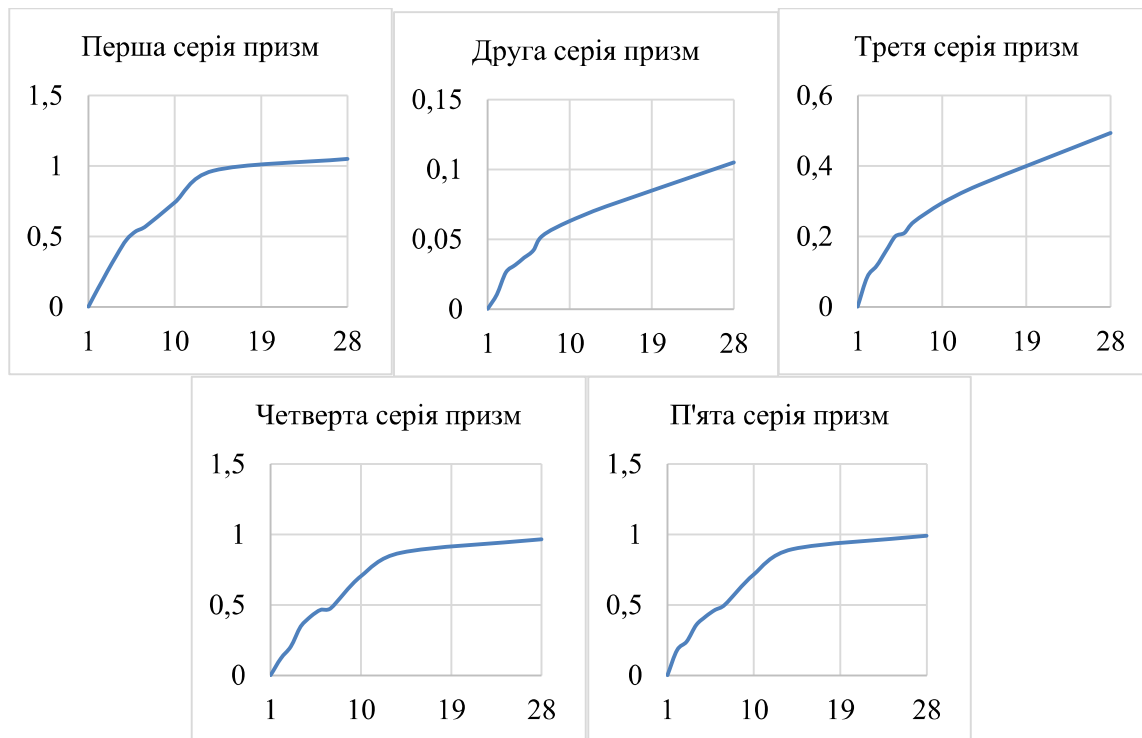 Перша серія призм
1,5
1
0,5
0
1 10 19 28
Друга серія призм
0,15
0,1
0,05
0
1 10 19 28
Третя серія призм
0,6
0,4
0,2
0
1 10 19 28
Четверта серія призм
1,5
1
0,5
0
1 10 19 28
П'ята серія призм
1,5
1
0,5
0
1 10 19 28